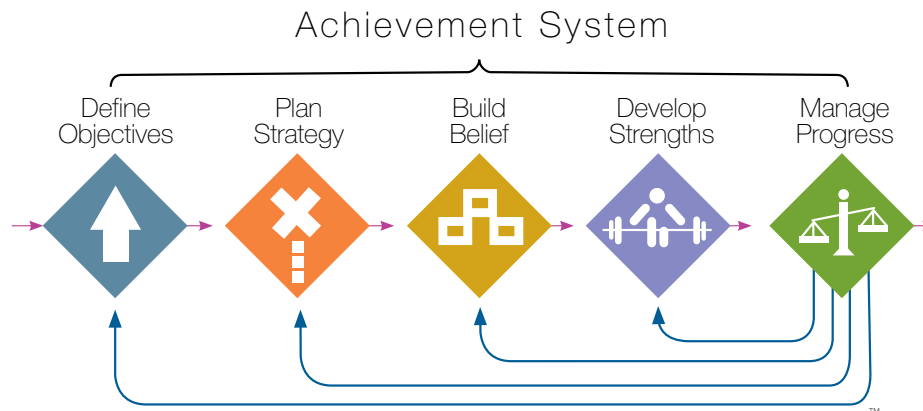 Achievement System
Define
Objectives
Plan
Strategy
Build
Belief
Develop
Strengths
Manage
Progress
TM